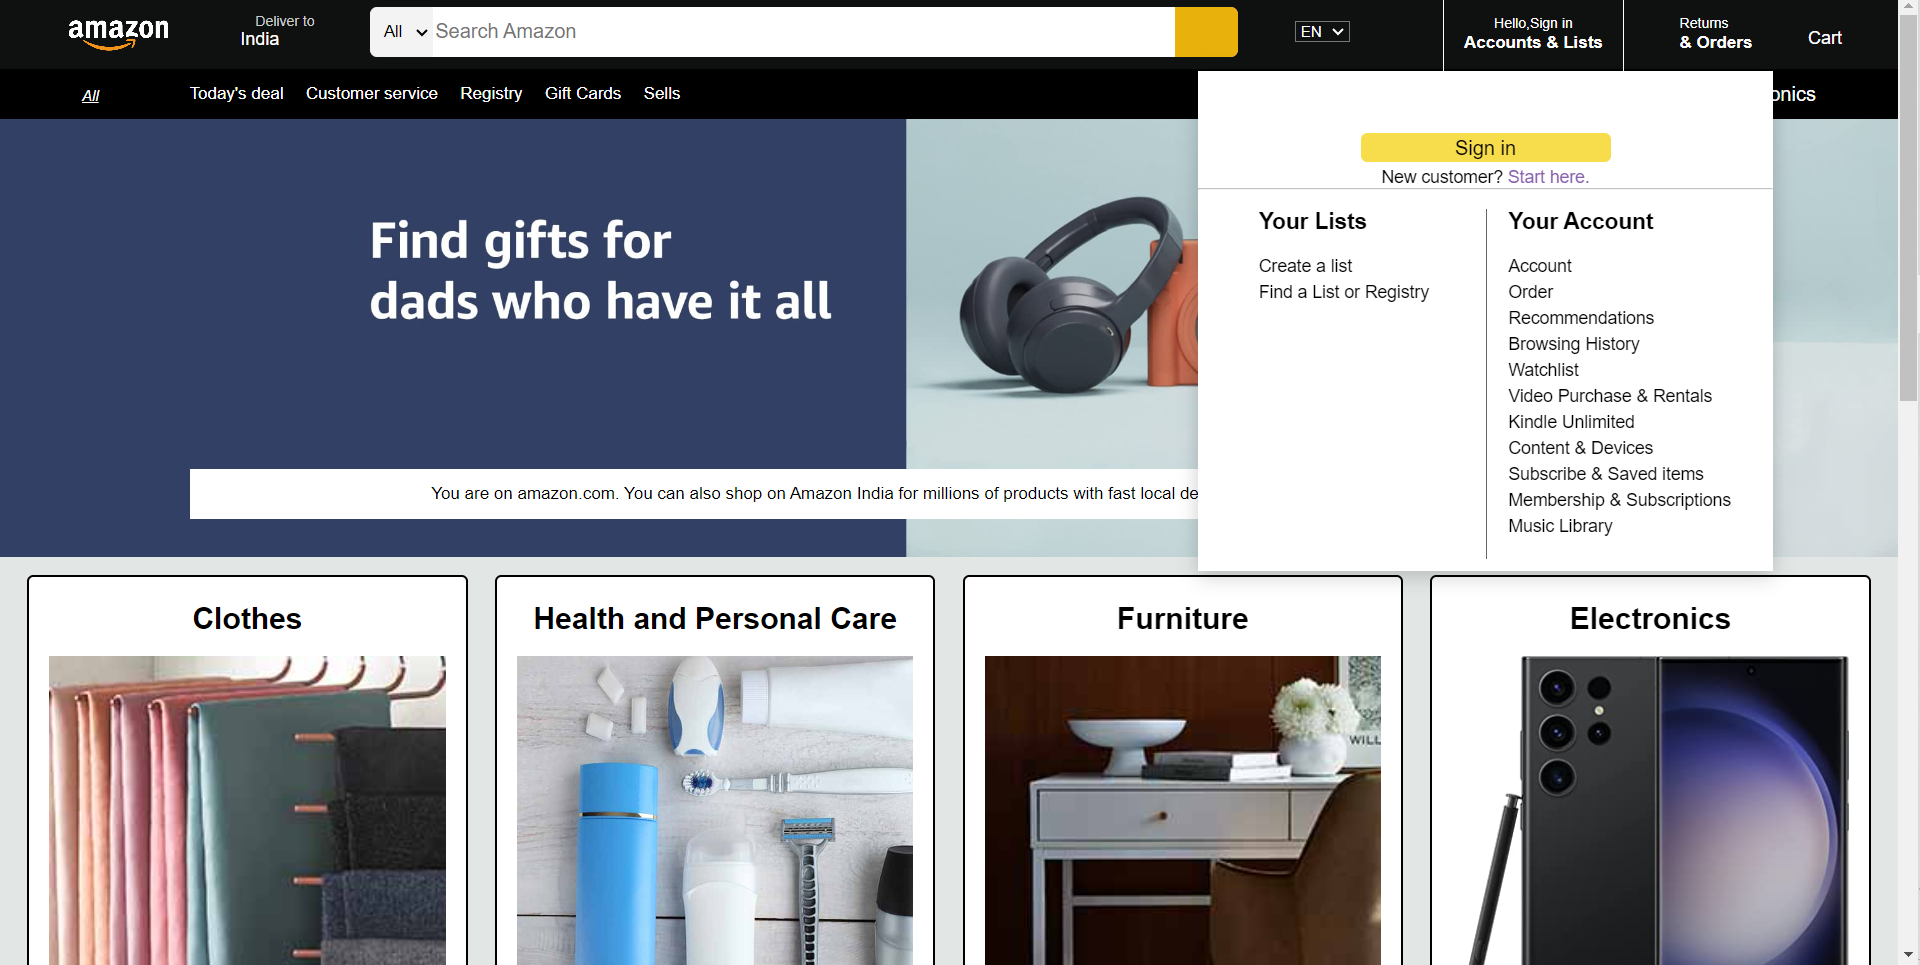 amazon
Deliver to
India
All
Search Amazon
EN
Hello,Sign in
Accounts & Lists
Returns
& Orders
Cart
All
Today's deal
Customer service
Registry
Gift Cards
Sells
onics
Sign in
New customer? Start here.
Your Lists
Create a list
Find a List or Registry
Your Account
Account
Order
Recommendations
Browsing History
Watchlist
Video Purchase & Rentals
Kindle Unlimited
Content & Devices
Subscribe & Saved items
Membership & Subscriptions
Music Library
Find gifts for
dads who have it all
You are on amazon.com. You can also shop on Amazon India for millions of products with fast local de
Clothes
Health and Personal Care
Furniture
Electronics
WILL